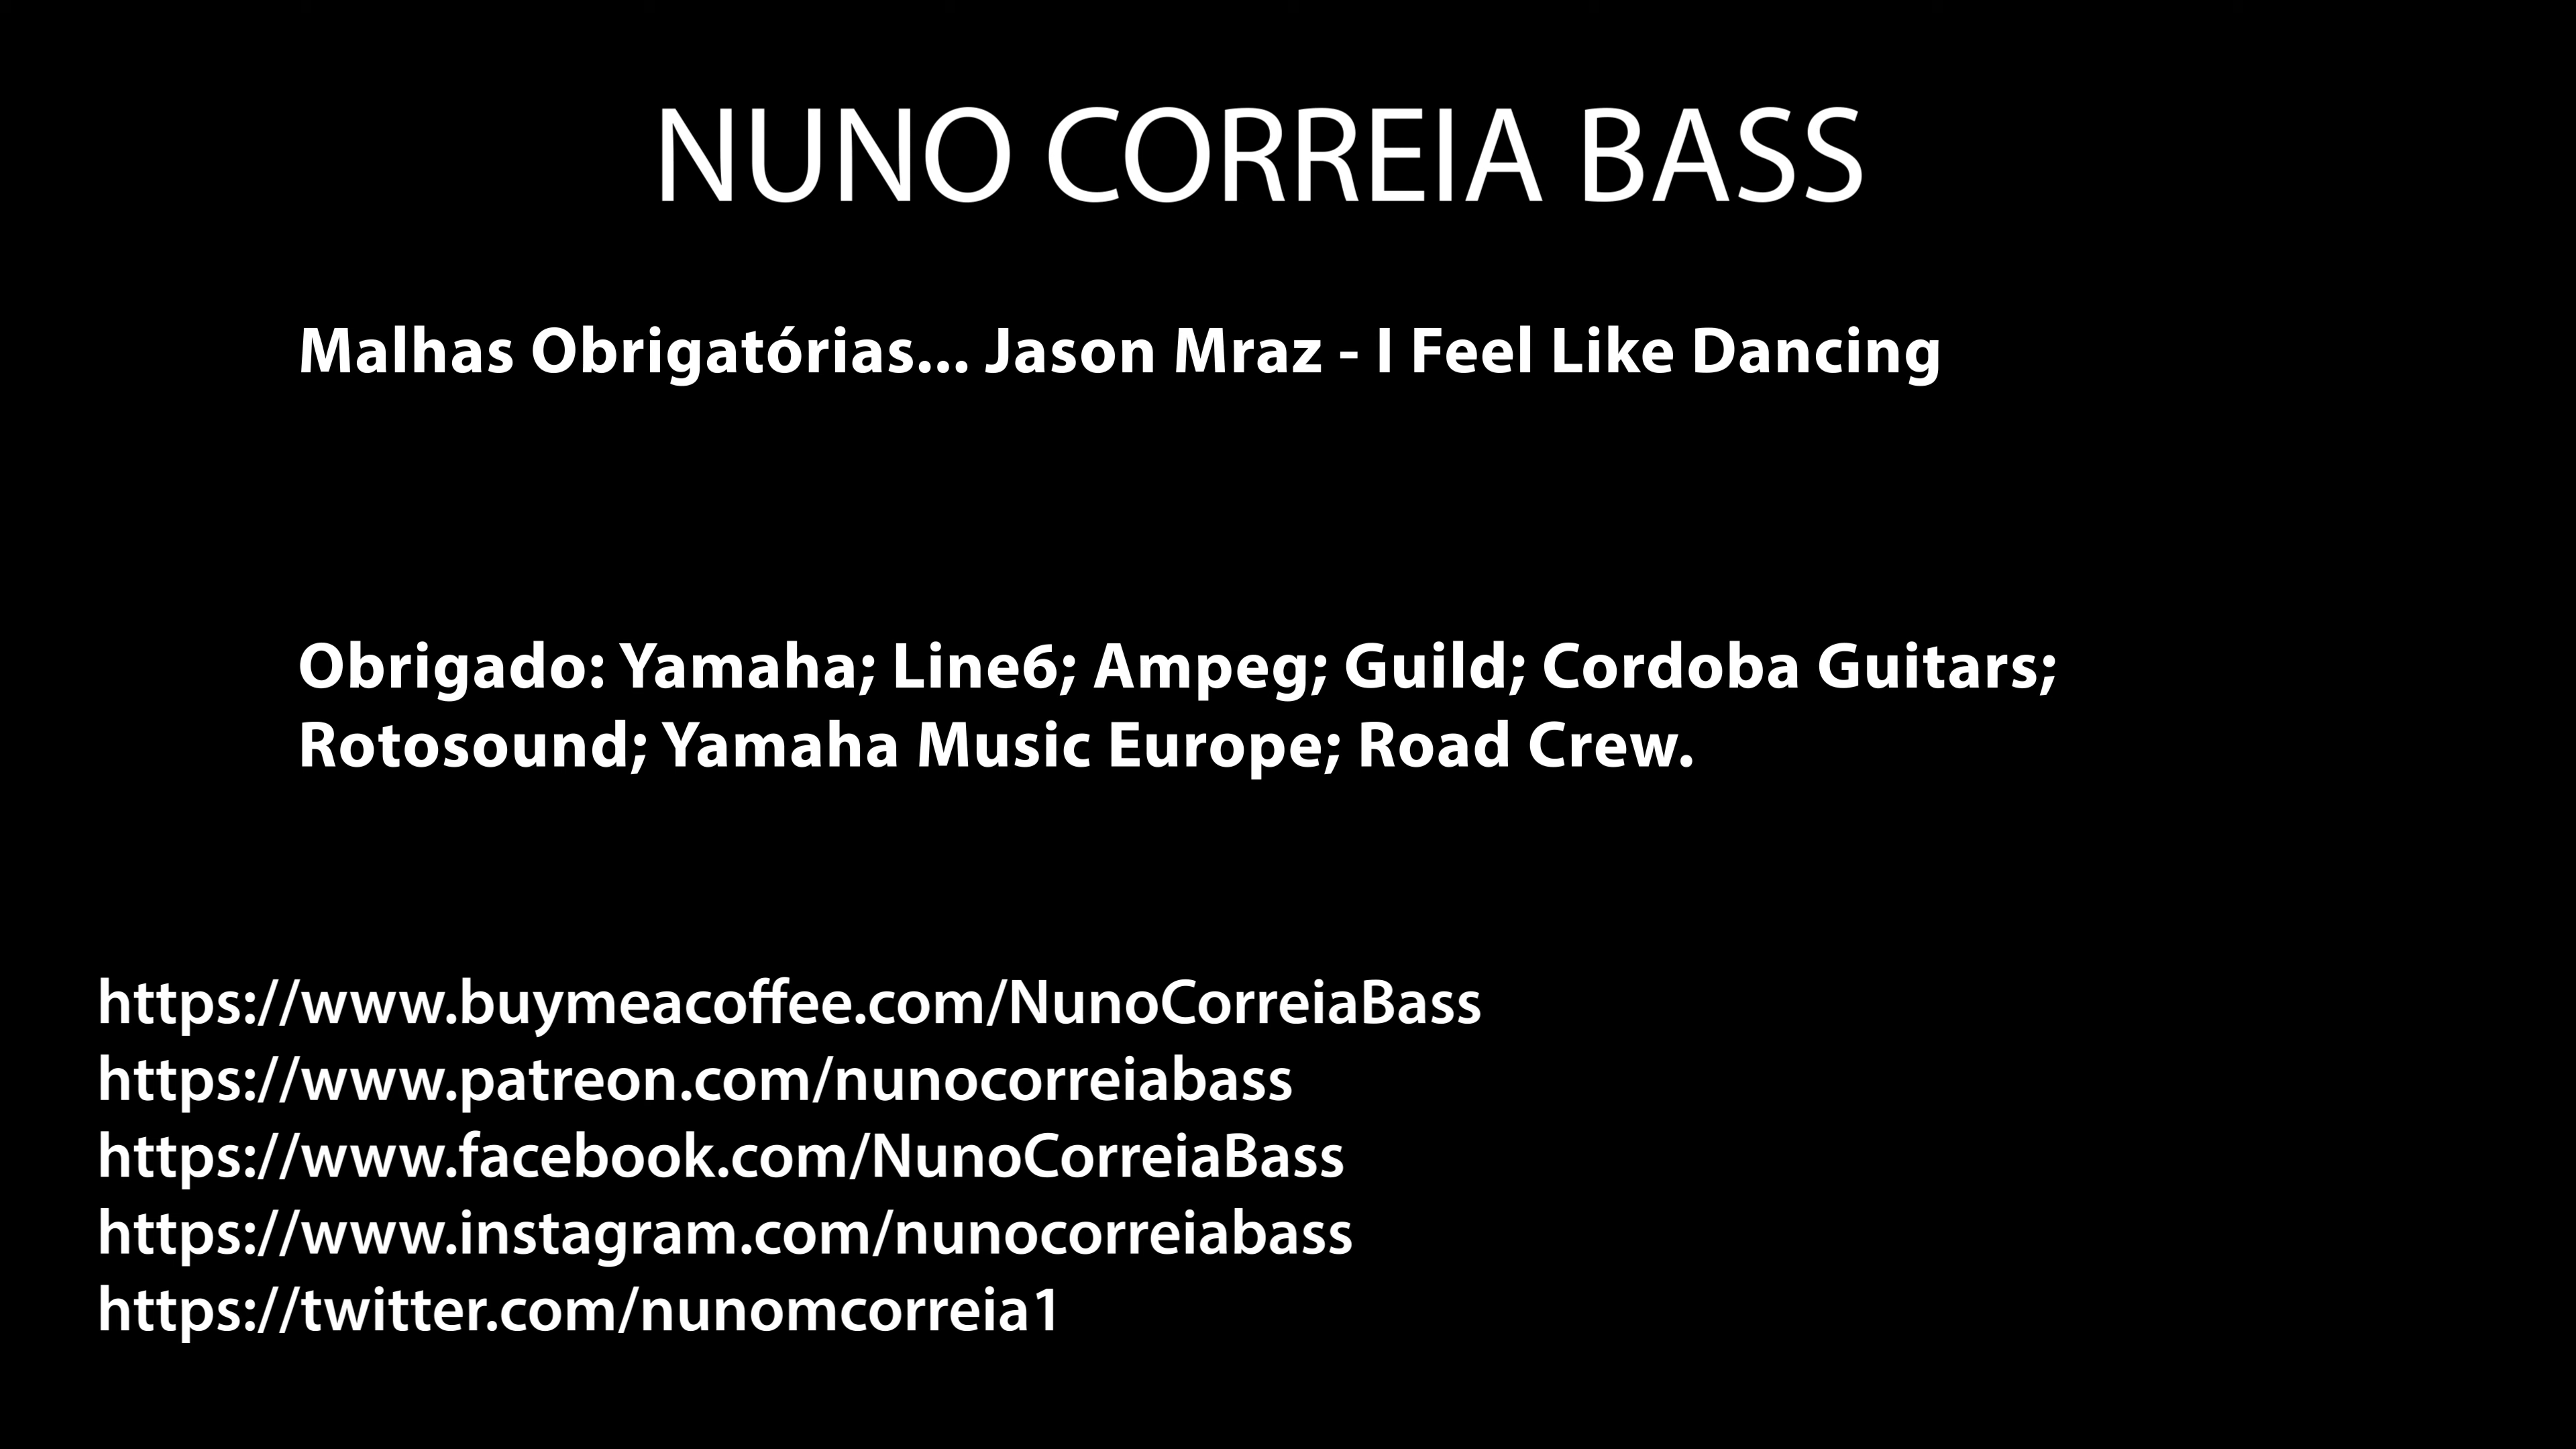 NUNO CORREIA BASS
Malhas Obrigatórias... Jason Mraz - I Feel Like Dancing
Obrigado: Yamaha; Line6; Ampeg; Guild; Cordoba Guitars;
Rotosound; Yamaha Music Europe; Road Crew.
https://www.buymeacoffee.com/NunoCorreiaBass
https://www.patreon.com/nunocorreiabass
https://www.facebook.com/NunoCorreiaBass
https://www.instagram.com/nunocorreiabass
https://twitter.com/nunomcorreia1